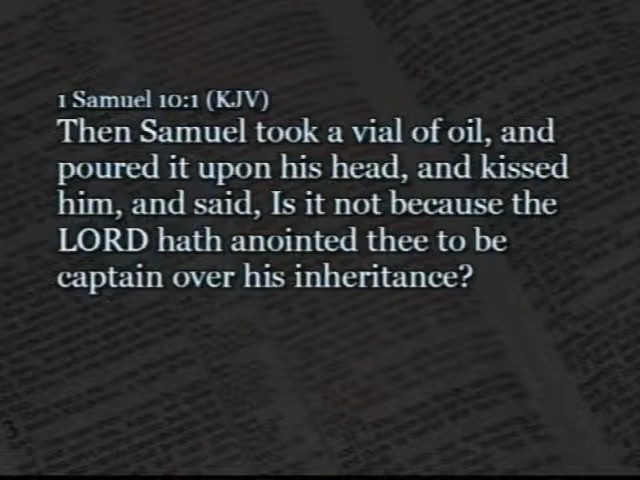 1 Samuel 10:1 (KJV)
Then Samuel took a vial of oil, and
poured it upon his head, and kissed
him, and said, Is it not because the
LORD hath anointed thee to be
captain over his inheritance?